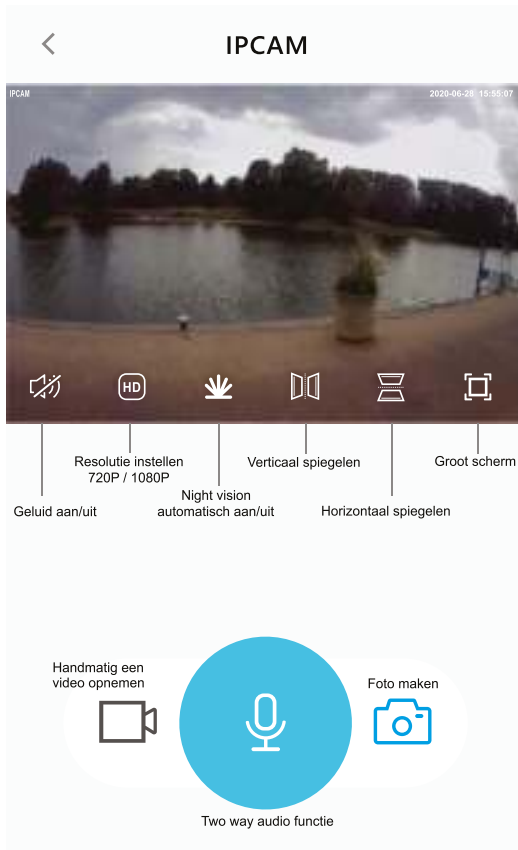 IPCAM
IPCAM
2020-06-28 15:55:07
HD
Resolutie instellen
720P / 1080P
Verticaal spiegelen
Groot scherm
Night vision
automatisch aan/uit
Geluid aan/uit
Horizontaal spiegelen
Handmatig een
video opnemen
Foto maken
Two way audio functie